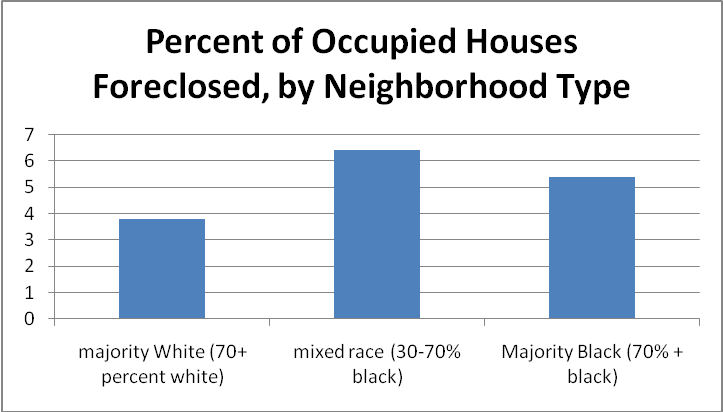 Percent of Occupied Houses
Foreclosed, by Neighborhood Type
7
6
5
4
3
2
1
0
majority White (70+
percent white)
mixed race (30-70%
black)
Majority Black (70% +
black)